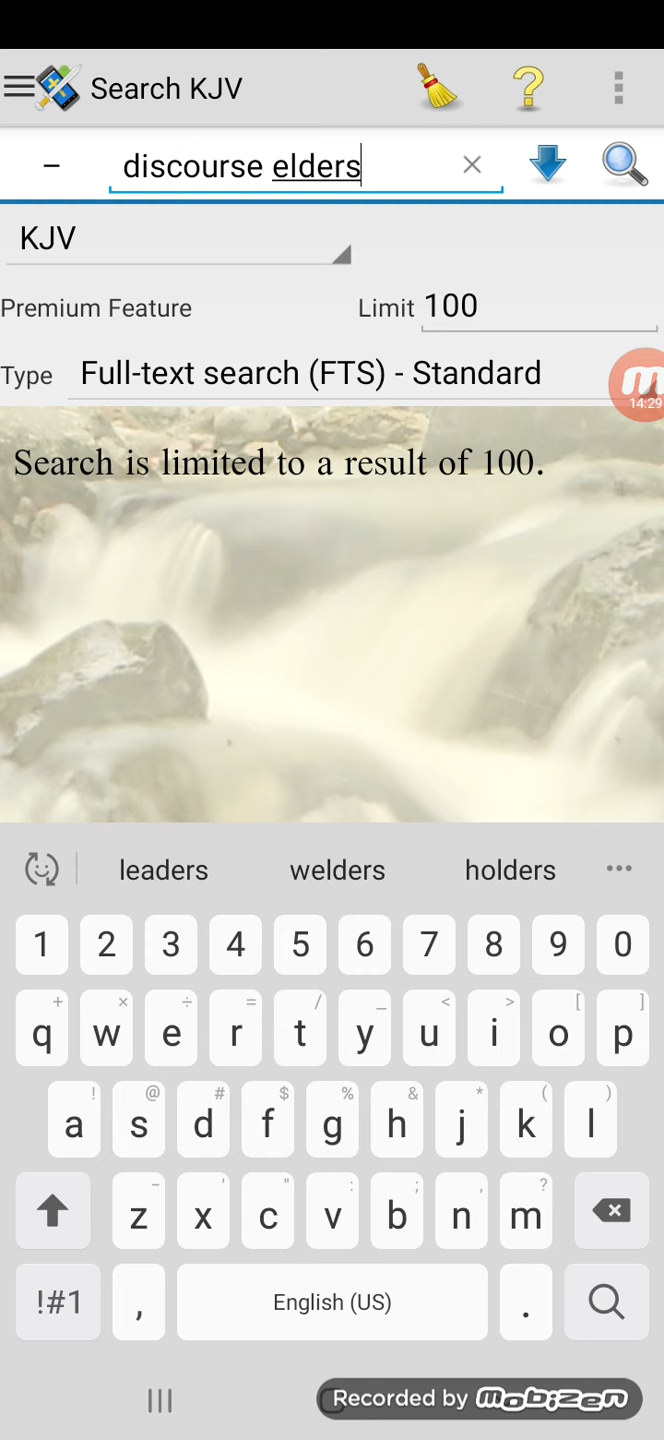 Search KJV
– discourse elders
KJV
Premium Feature Limit 100
Type Full-text search (FTS) - Standard
14:29
Search is limited to a result of 100.
leaders welders holders
1 2 3 4 5 6 7 8 9 0
+ × ÷ = / _ < > [ ]
q w e r t y u i o p
! @ # $ % & * ( )
a s d f g h j k l
- ' " : ; , ?
z x c v b n m
!#1 , English (US) .
Recorded by mobizen